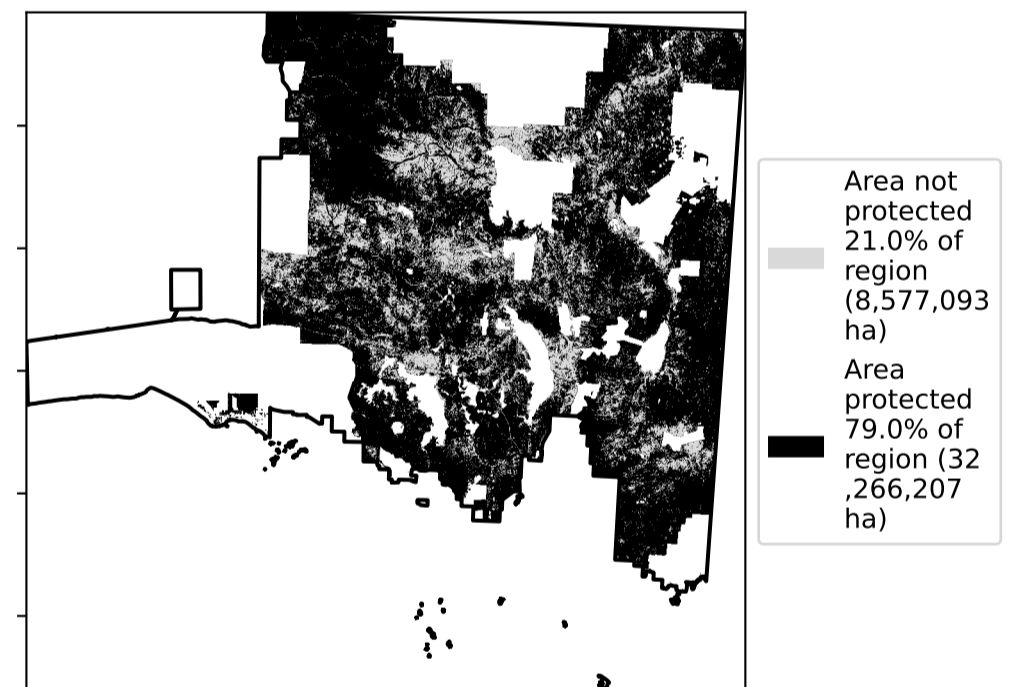 Area not
protected
21.0% of
region
(8,577,093
ha)
Area
protected
79.0% of
region (32
,266,207
ha)